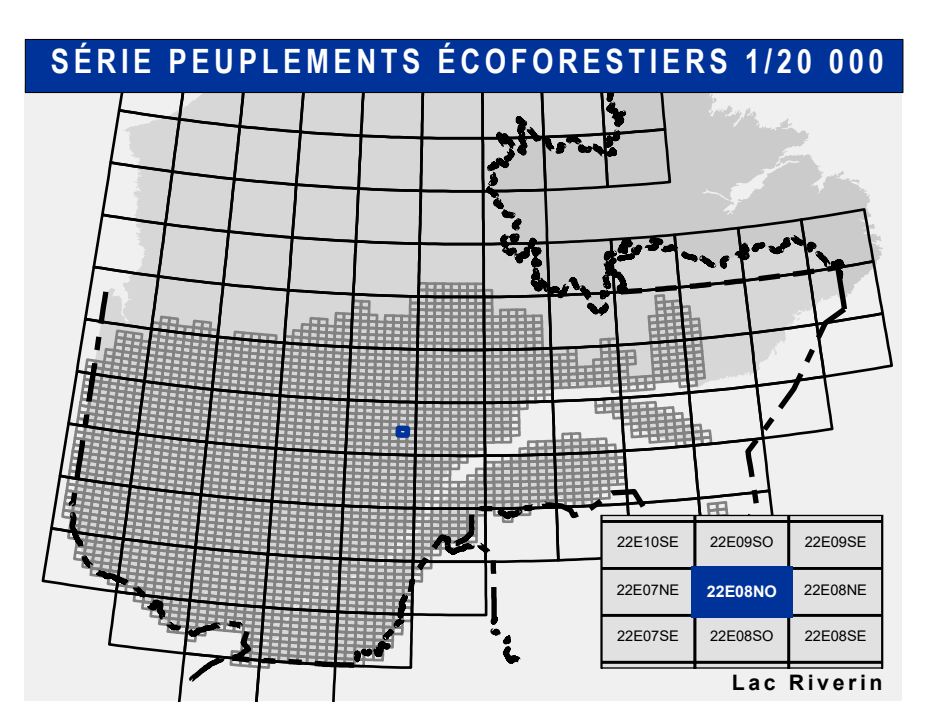 SÉRIE PEUPLEMENTS ÉCOFORESTIERS 1/20 000
22E10SE 22E09SO 22E09SE
22E07NE 22E08NO 22E08NE
22E07SE 22E08SO 22E08SE
Lac Riverin